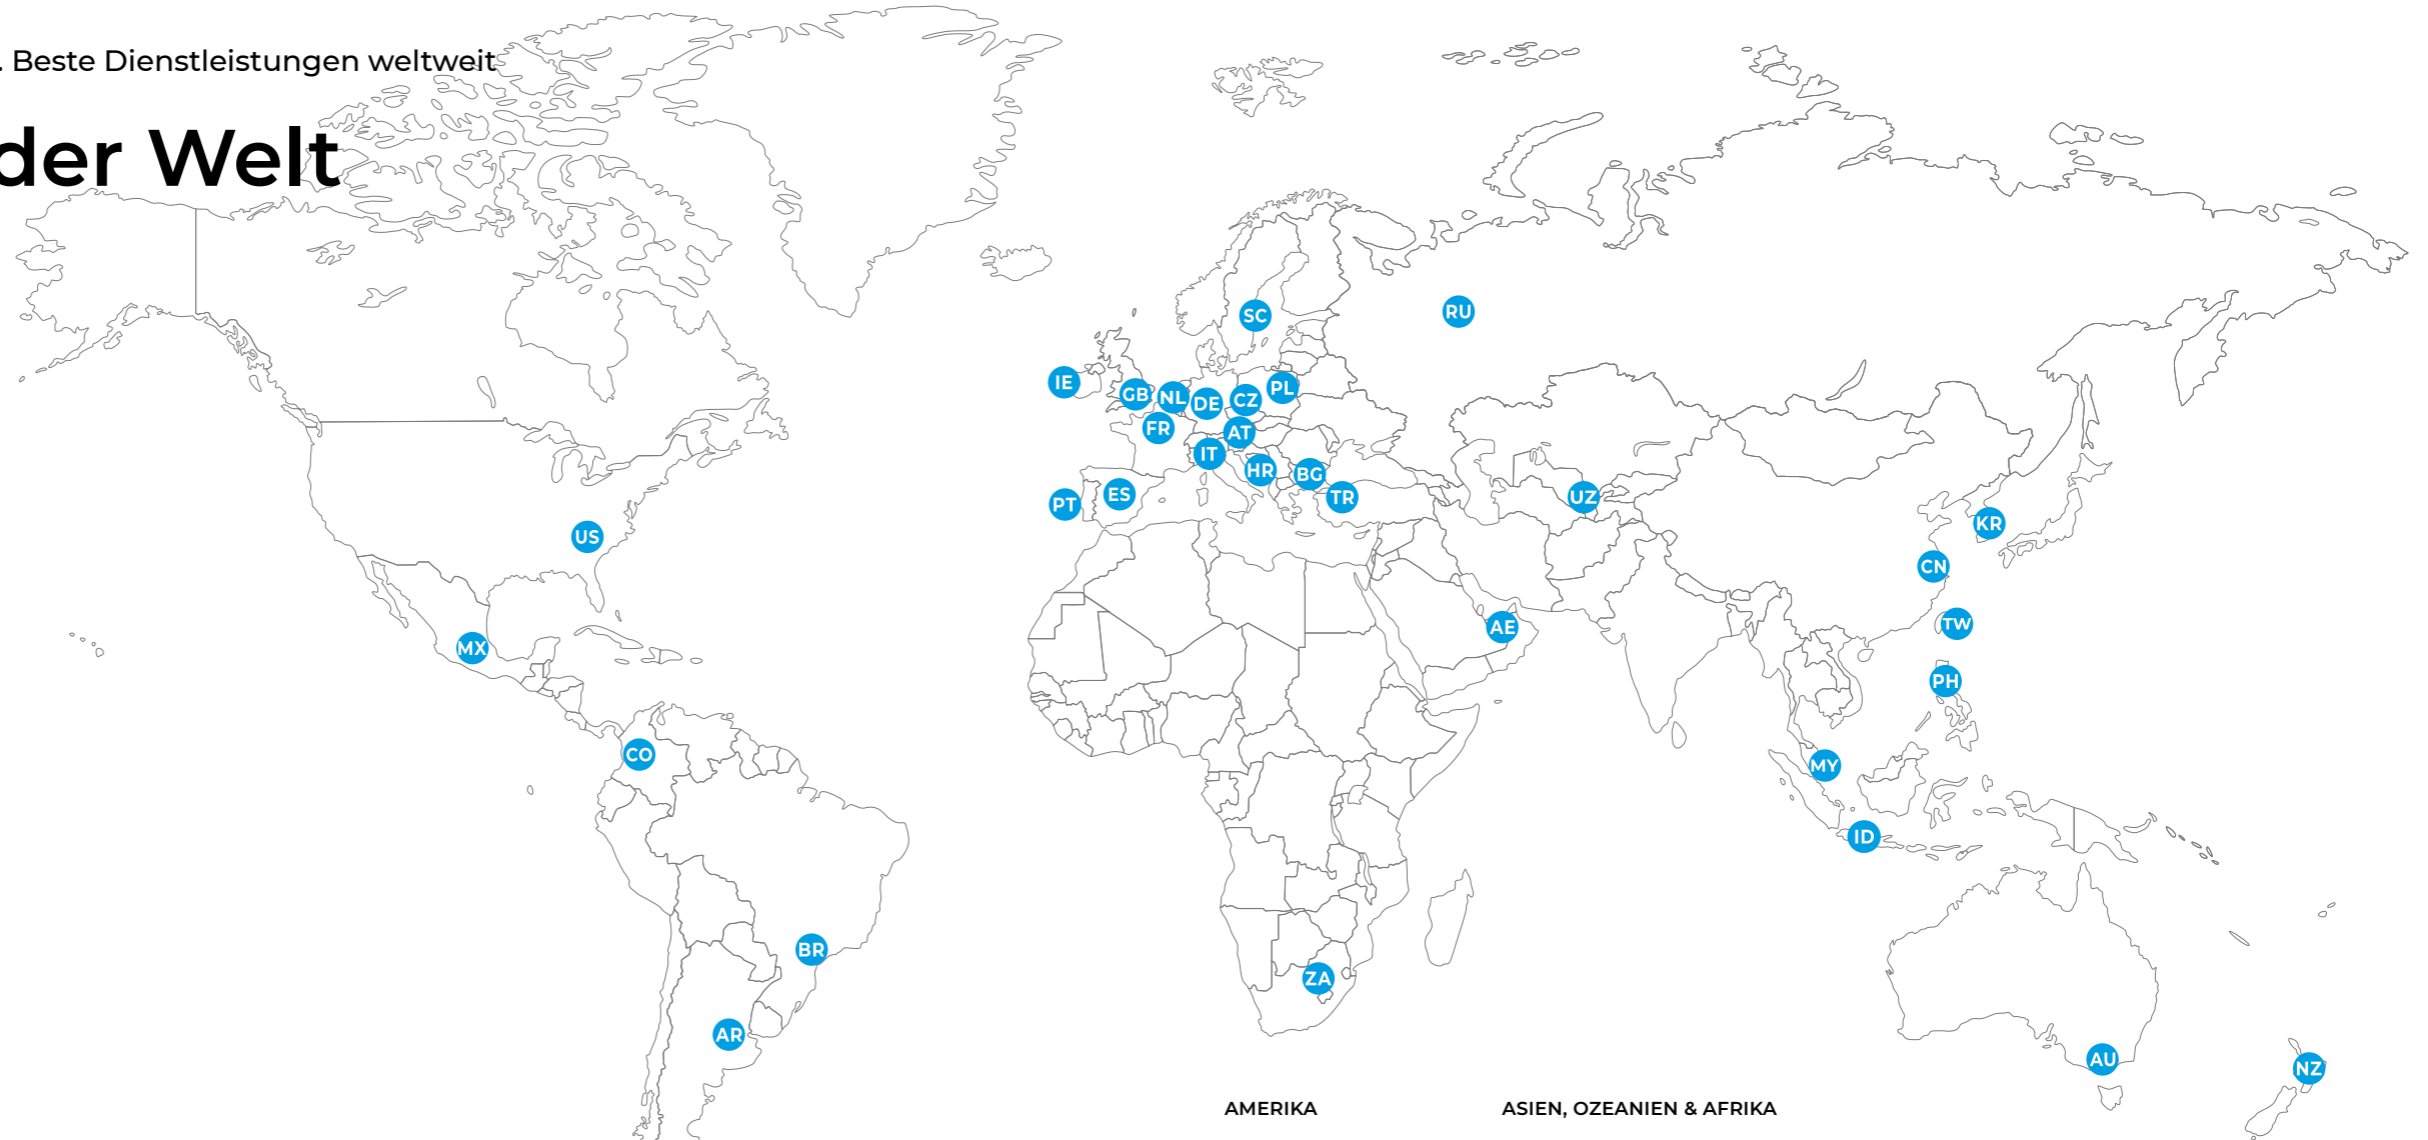 . Beste Dienstleistungen weltweit
der Welt
SC
RU
IE
GB
NL
DE
CZ
PL
FR
AT
IT
HR
BG
PT
ES
TR
UZ
US
KR
CN
MX
AE
TW
PH
CO
MY
ID
BR
ZA
AR
AU
NZ
AMERIKA
ASIEN, OZEANIEN & AFRIKA